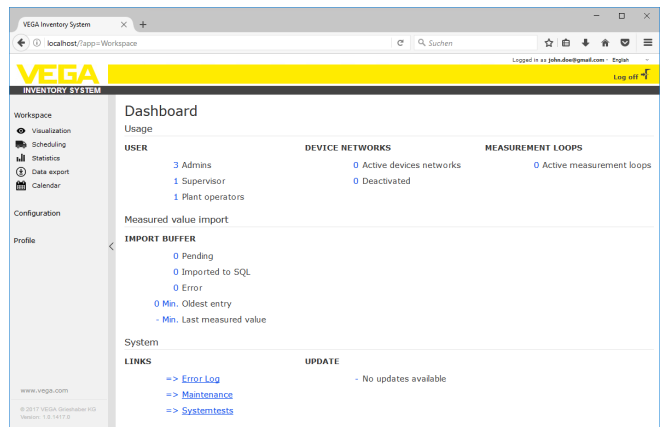 VEGA Inventory System
localhost/?app=Workspace
Suchen
Logged in as john.doe@gmail.com - English
VEGA
INVENTORY SYSTEM
Log off
Workspace
Visualization
Scheduling
Statistics
Data export
Calendar
Configuration
Profile
www.vega.com
© 2017 VEGA Grieshaber KG
Version: 1.0.1417.0
Dashboard
Usage
USER DEVICE NETWORKS MEASUREMENT LOOPS
3 Admins 0 Active devices networks 0 Active measurement loops
1 Supervisor 0 Deactivated
1 Plant operators
Measured value import
IMPORT BUFFER
0 Pending
0 Imported to SQL
0 Error
0 Min. Oldest entry
- Min. Last measured value
System
LINKS UPDATE
=> Error Log - No updates available
=> Maintenance
=> Systemtests